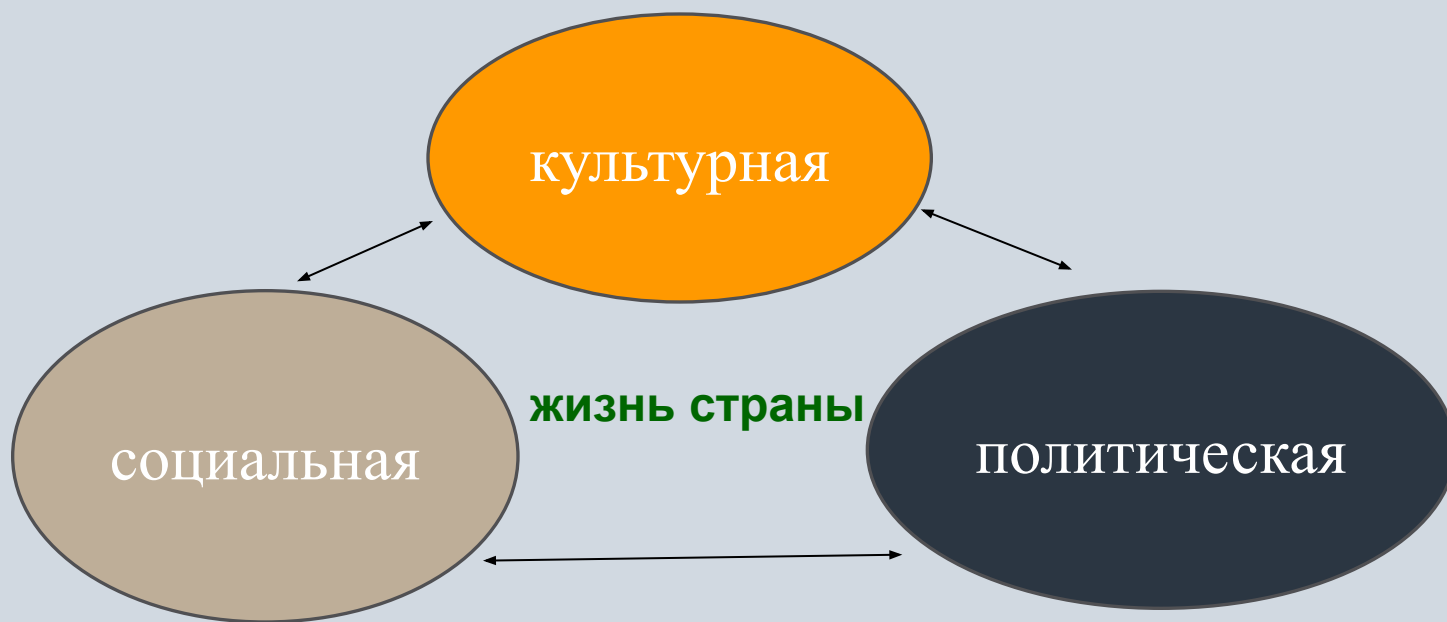 культурная
жизнь страны
социальная
политическая